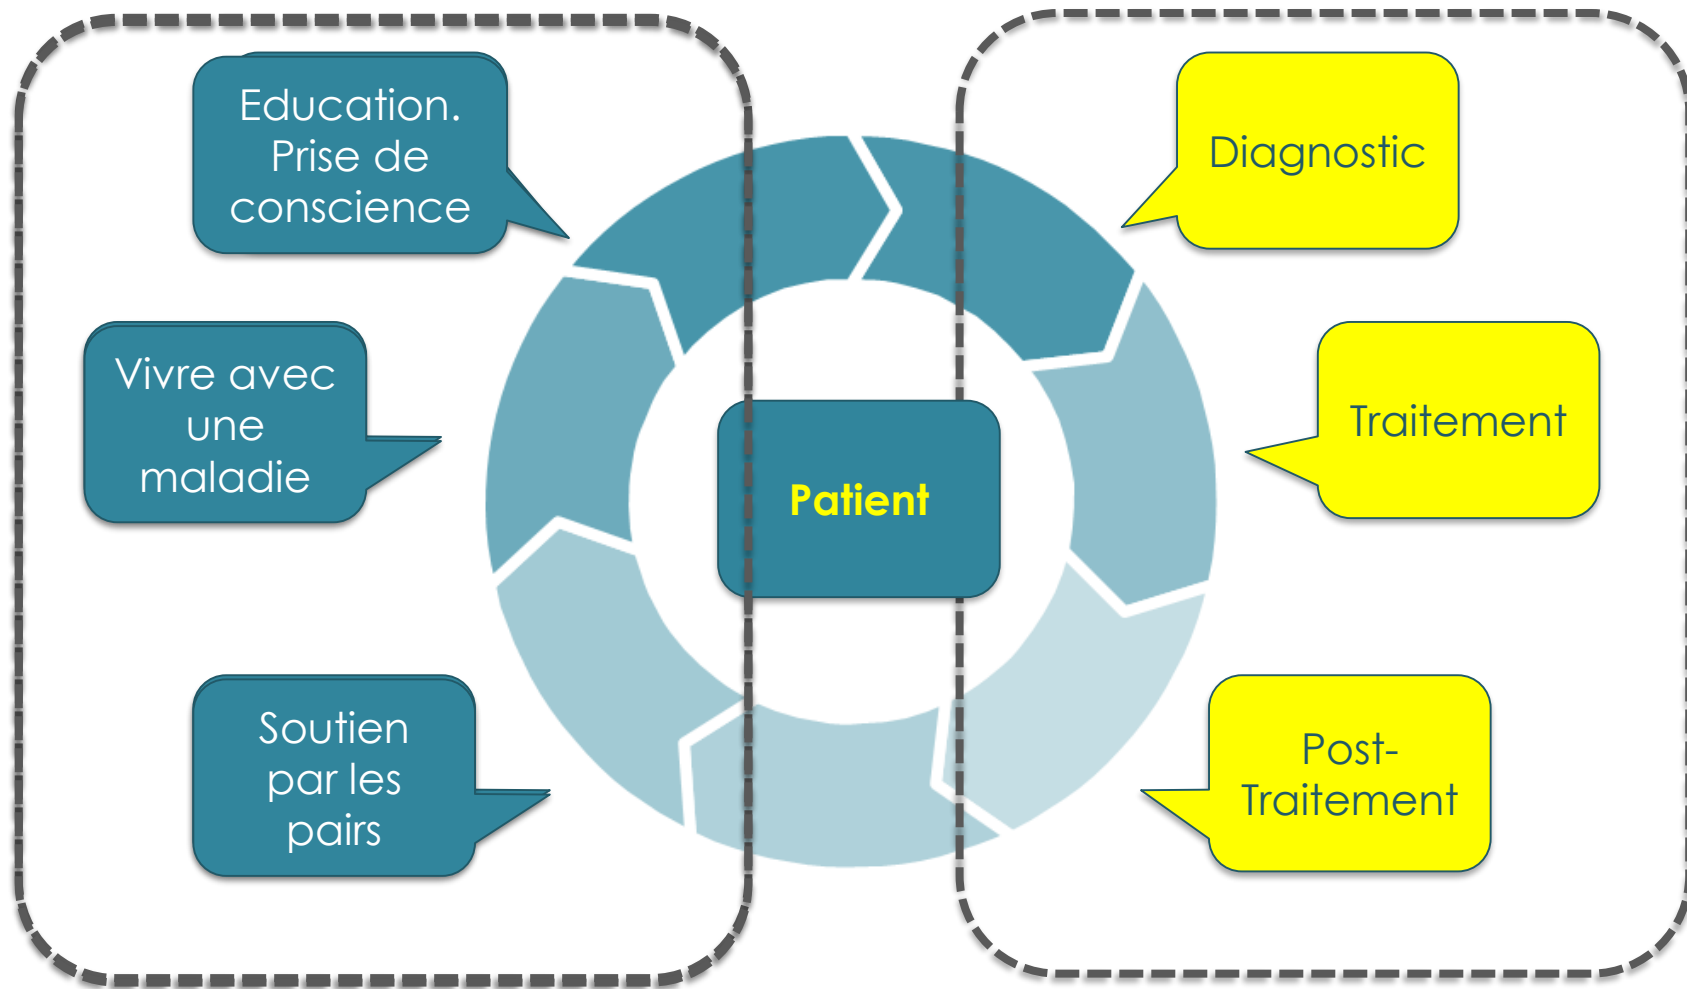 Education.
Prise de
conscience
Diagnostic
Vivre avec
une
maladie
Patient
Traitement
Soutien
par les
pairs
Post-
Traitement